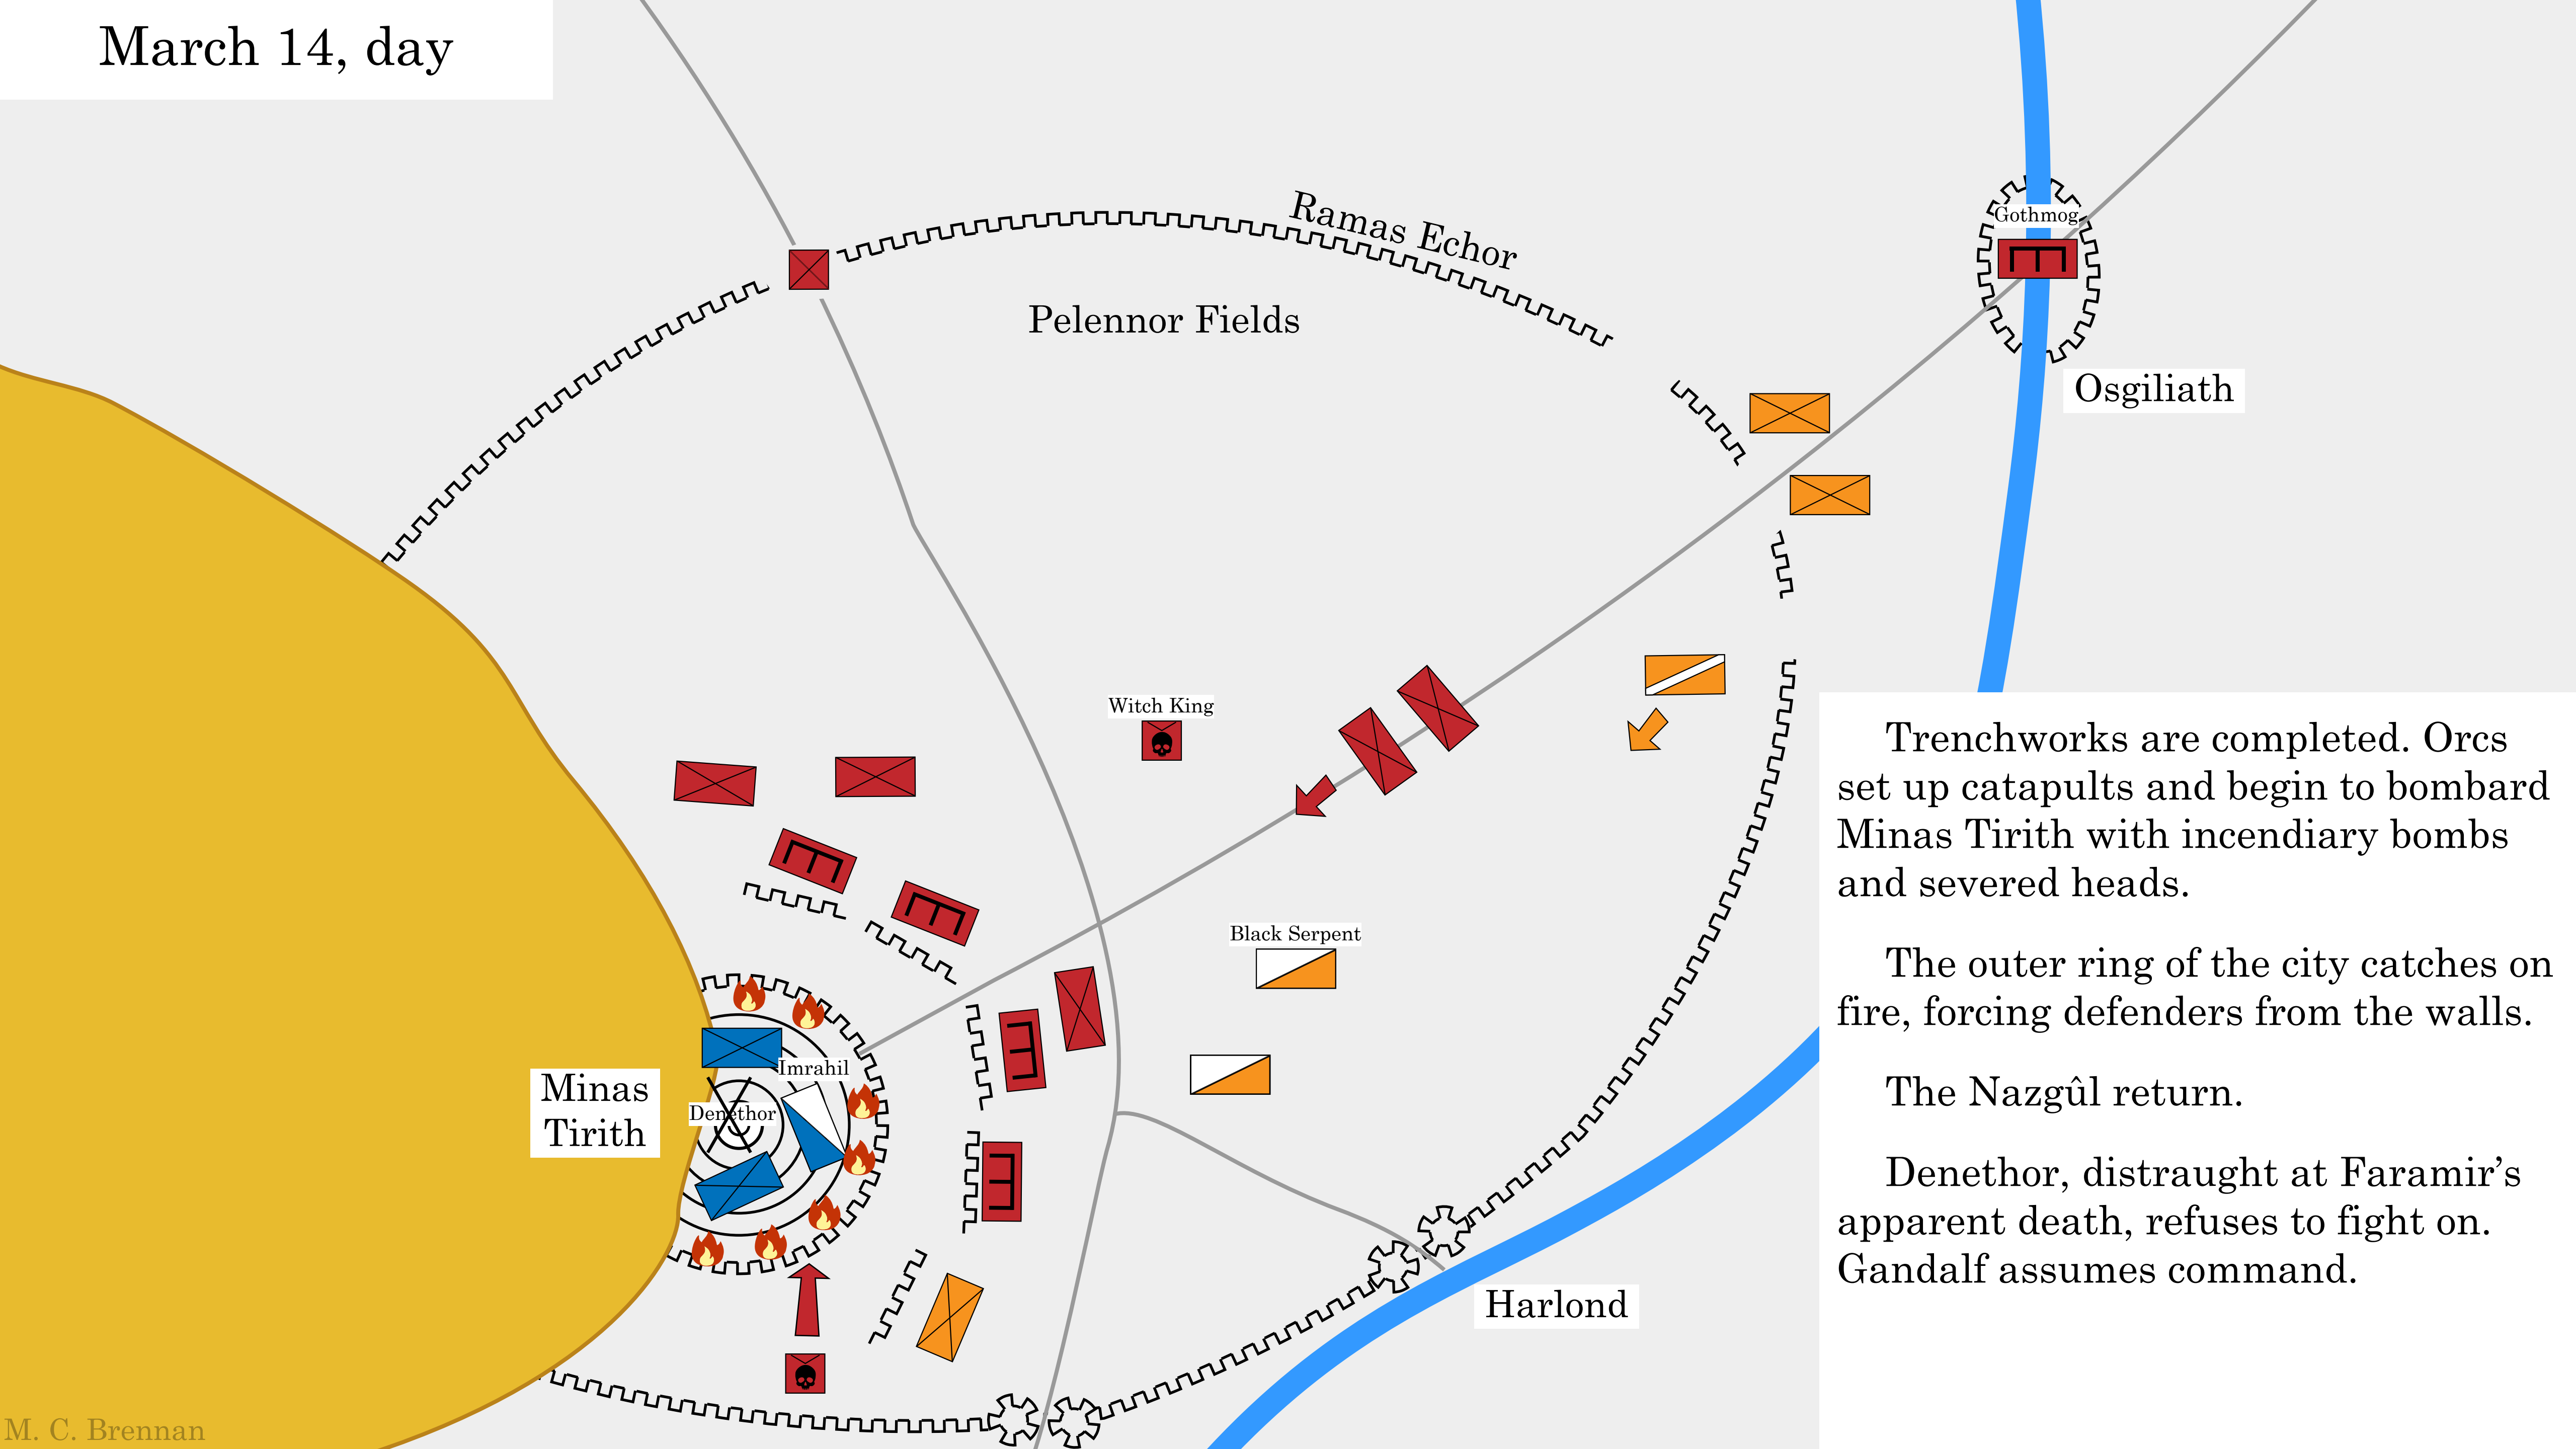 March 14, day
Ramas Echor
Gothmog
Pelennor Fields
Osgiliath
Witch King
Trenchworks are completed. Orcs
set up catapults and begin to bombard
Minas Tirith with incendiary bombs
and severed heads.
The outer ring of the city catches on
fire, forcing defenders from the walls.
The Nazgûl return.
Denethor, distraught at Faramir’s
apparent death, refuses to fight on.
Gandalf assumes command.
Black Serpent
Imrahil
Minas
Tirith
Denethor
Harlond
M. C. Brennan